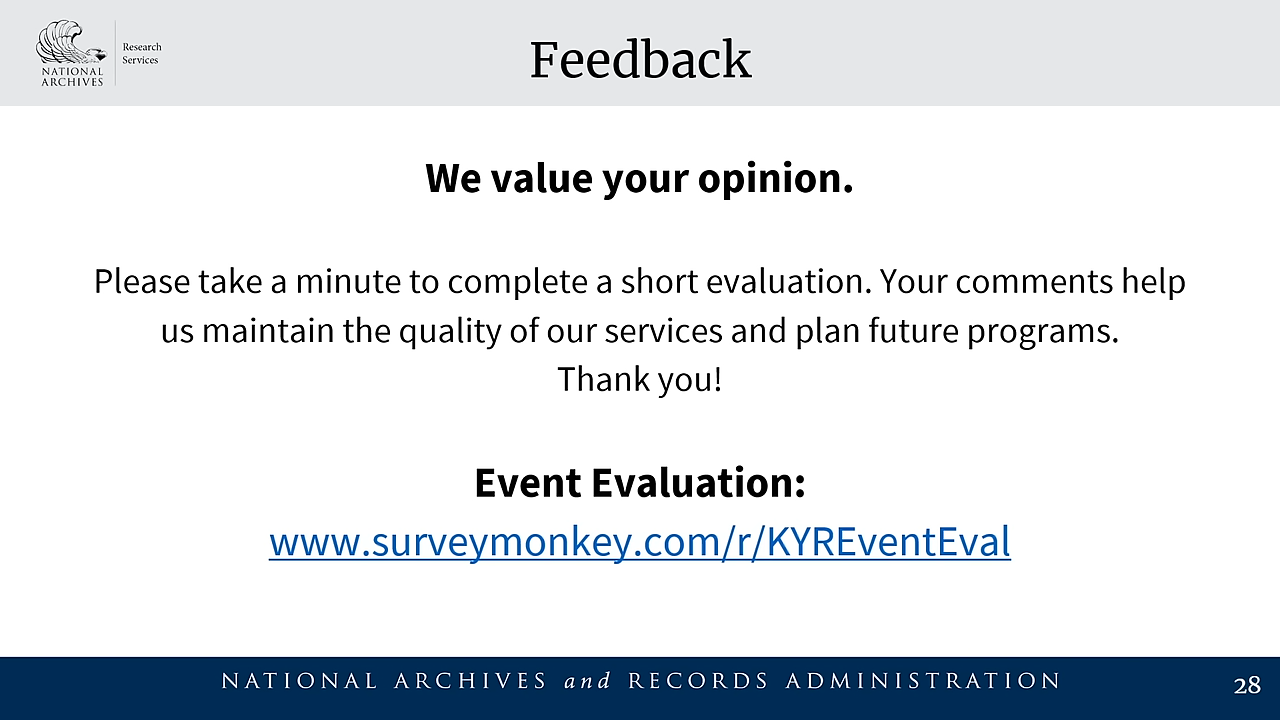 NATIONAL
ARCHIVES
Research
Services
Feedback
We value your opinion.
Please take a minute to complete a short evaluation. Your comments help
us maintain the quality of our services and plan future programs.
Thank you!
Event Evaluation:
www.surveymonkey.com/r/KYREventEval
NATIONAL ARCHIVES and RECORDS ADMINISTRATION
28